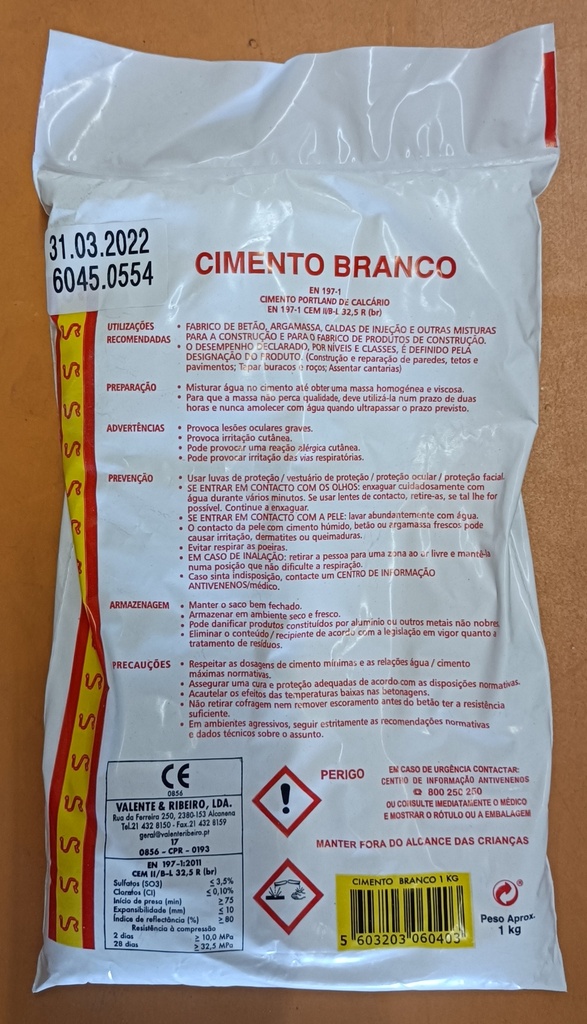 31.03.2022
6045.0554
CIMENTO BRANCO
EN 197-1
CIMENTO PORTLAND DE CALCÁRIO
EN 197-1 CEM II/B-L 32,5 R (br)
UTILIZAÇÕES RECOMENDADAS
• FABRICO DE BETÃO, ARGAMASSA, CALDAS DE INJEÇÃO E OUTRAS MISTURAS
PARA A CONSTRUÇÃO E PARA O FABRICO DE PRODUTOS DE CONSTRUÇÃO.
• O DESEMPENHO DECLARADO, POR NÍVEIS E CLASSES, É DEFINIDO PELA
DESIGNAÇÃO DO PRODUTO. (Construção e reparação de paredes, tetos e
pavimentos; Tapar buracos e roços; Assentar cantarias)
PREPARAÇÃO
• Misturar água no cimento até obter uma massa homogénea e viscosa.
• Para que a massa não perca qualidade, deve utilizá-la num prazo de duas
horas e nunca amolecer com água quando ultrapassar o prazo previsto.
ADVERTÊNCIAS
• Provoca lesões oculares graves.
• Provoca irritação cutânea.
• Pode provocar uma reação alérgica cutânea.
• Pode provocar irritação das vias respiratórias.
PREVENÇÃO
• Usar luvas de proteção / vestuário de proteção / proteção ocular / proteção facial.
• SE ENTRAR EM CONTACTO COM OS OLHOS: enxaguar cuidadosamente com
água durante vários minutos. Se usar lentes de contacto, retire-as, se tal lhe for
possível. Continue a enxaguar.
• SE ENTRAR EM CONTACTO COM A PELE: lavar abundantemente com água.
• O contacto da pele com cimento húmido, betão ou argamassa frescos pode
causar irritação, dermatites ou queimaduras.
• Evitar respirar as poeiras.
• EM CASO DE INALAÇÃO: retirar a pessoa para uma zona ao ar livre e mantê-la
numa posição que não dificulte a respiração.
• Caso sinta indisposição, contacte um CENTRO DE INFORMAÇÃO
ANTIVENENOS/médico.
ARMAZENAGEM
• Manter o saco bem fechado.
• Armazenar em ambiente seco e fresco.
• Pode danificar produtos constituídos por alumínio ou outros metais não nobres.
• Eliminar o conteúdo / recipiente de acordo com a legislação em vigor quanto a
tratamento de resíduos.
PRECAUÇÕES
• Respeitar as dosagens de cimento mínimas e as relações água / cimento
máximas normativas.
• Assegurar uma cura e proteção adequadas de acordo com as disposições normativas.
• Acautelar os efeitos das temperaturas baixas nas betonagens.
• Não retirar cofragem nem remover escoramento antes do betão ter a resistência
suficiente.
• Em ambientes agressivos, seguir estritamente as recomendações normativas
e dados técnicos sobre o assunto.
CE
0856
VALENTE & RIBEIRO, LDA.
Rua da Ferreira 250, 2380-153 Alcanena
Tel.21 432 8150 - Fax.21 432 8159
geral@valenteribeiro.pt
17
0856 - CPR - 0193
EN 197-1:2011
CEM II/B-L 32,5 R (br)
Sulfatos (SO3) ≤ 3,5%
Cloretos (Cl) ≤ 0,10%
Início de presa (min) ≥ 75
Expansibilidade (mm) ≤ 10
Índice de reflectância (%) ≥ 80
Resistência à compressão
2 dias ≥ 10,0 MPa
28 dias ≥ 32,5 MPa
PERIGO
EM CASO DE URGÊNCIA CONTACTAR:
CENTRO DE INFORMAÇÃO ANTIVENENOS
☎ 800 250 250
OU CONSULTE IMEDIATAMENTE O MÉDICO
E MOSTRAR O RÓTULO OU A EMBALAGEM
MANTER FORA DO ALCANCE DAS CRIANÇAS
CIMENTO BRANCO 1 KG
5 603203 060403
Peso Aprox.
1 kg